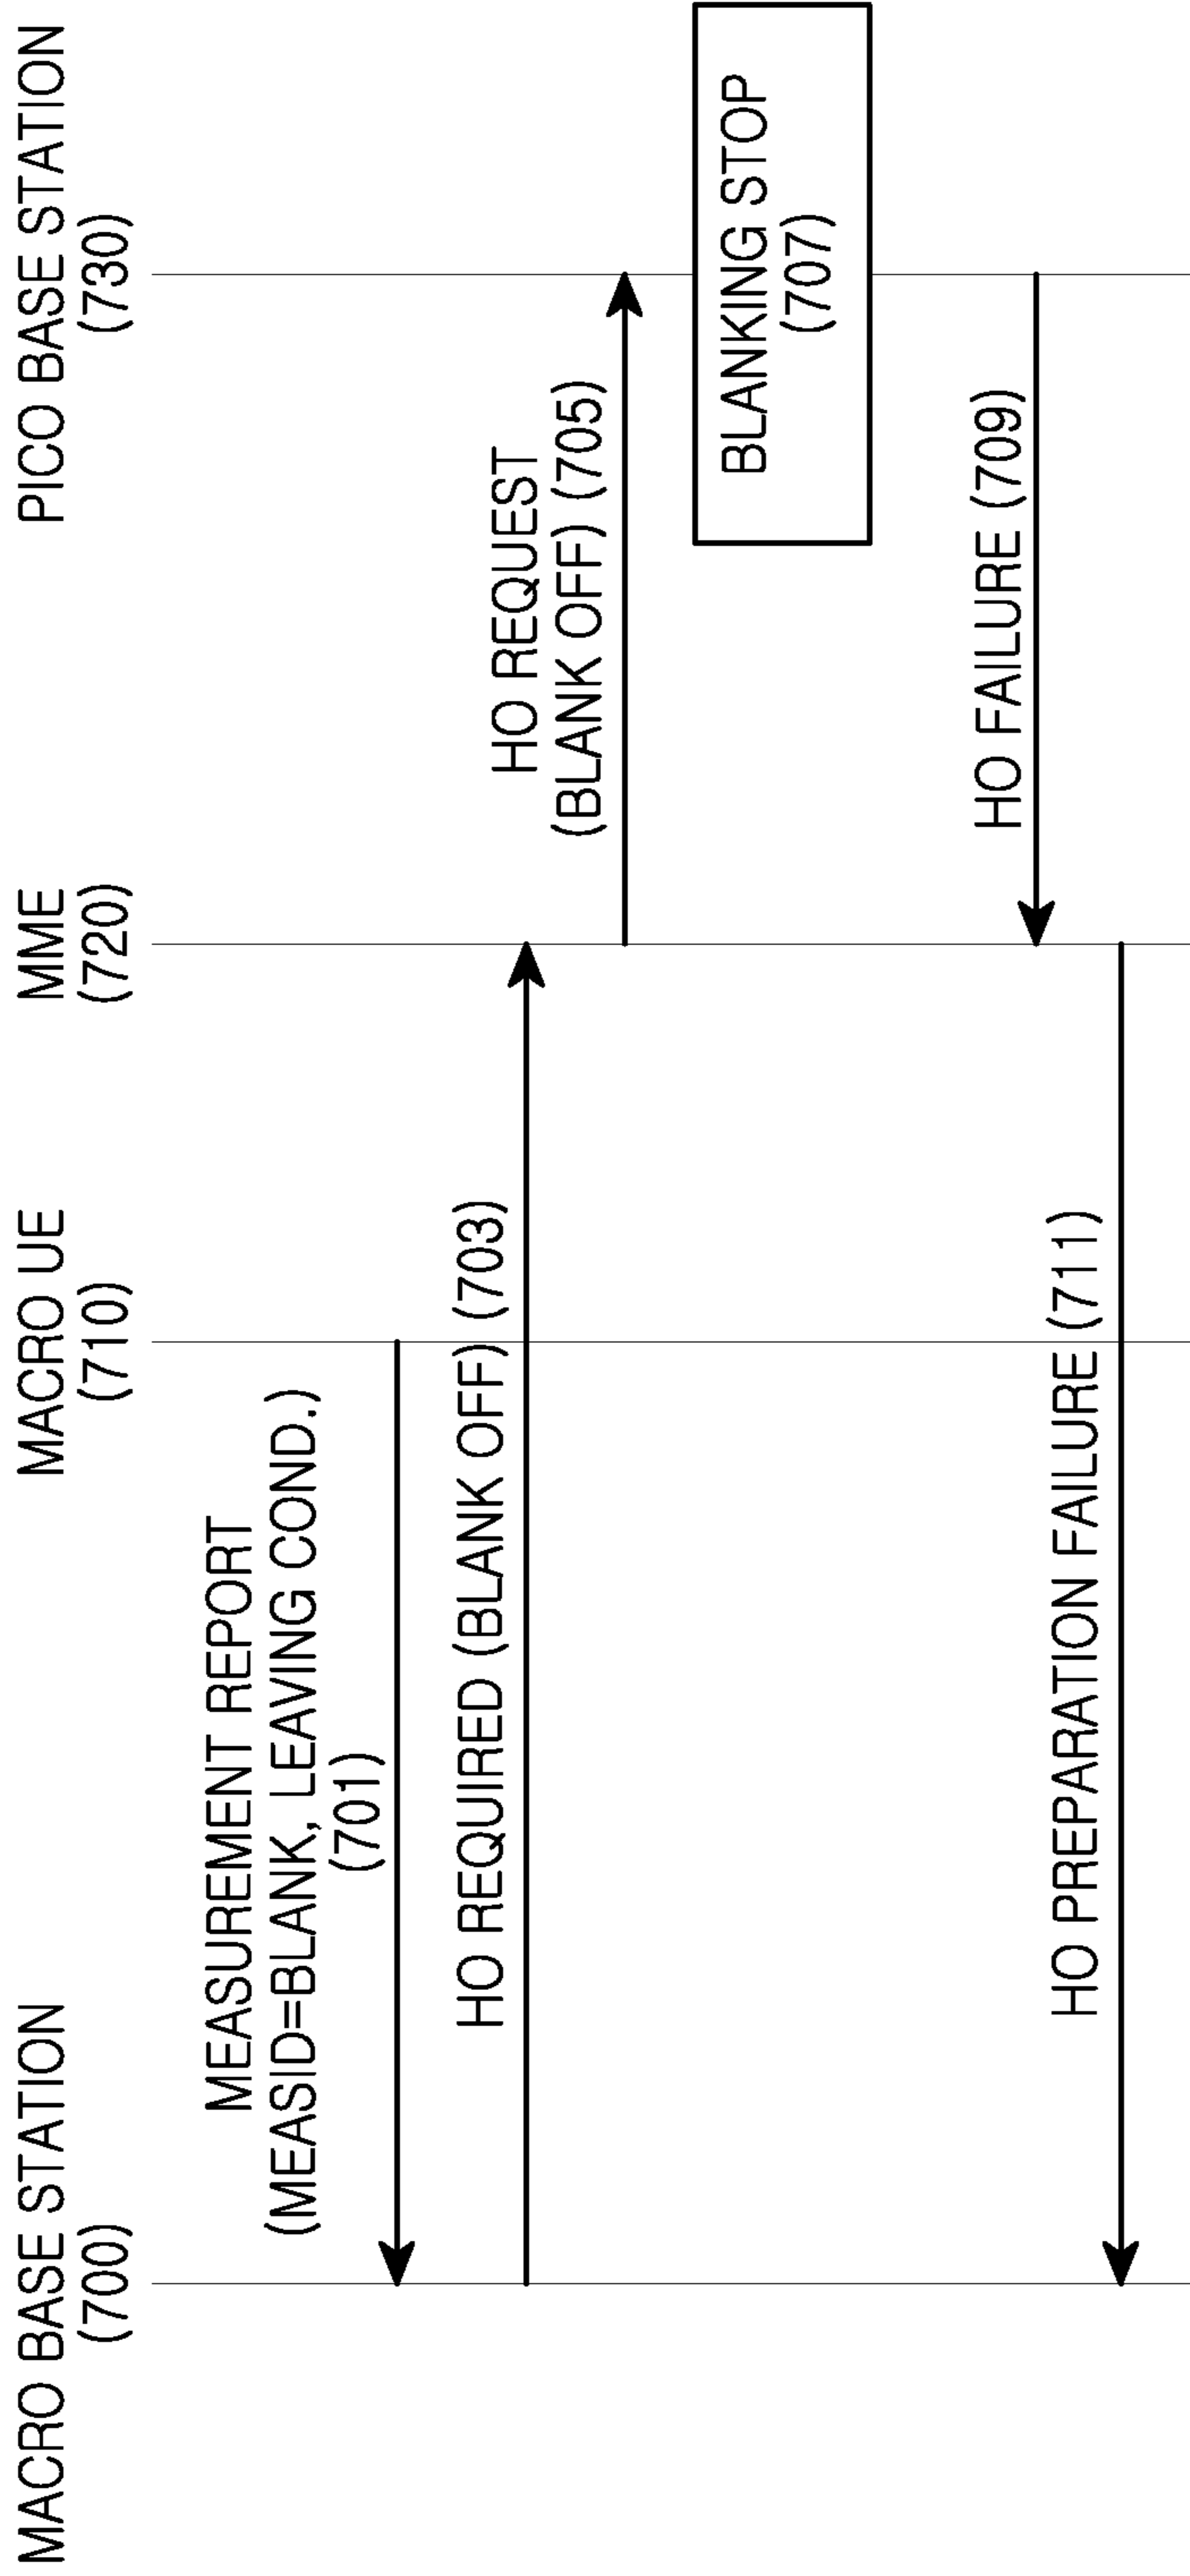 MACRO BASE STATION
(700)
MACRO UE
(710)
MME
(720)
PICO BASE STATION
(730)
MEASUREMENT REPORT
(MEASID=BLANK, LEAVING COND.)
(701)
HO REQUIRED (BLANK OFF) (703)
HO REQUEST
(BLANK OFF) (705)
BLANKING STOP
(707)
HO FAILURE (709)
HO PREPARATION FAILURE (711)